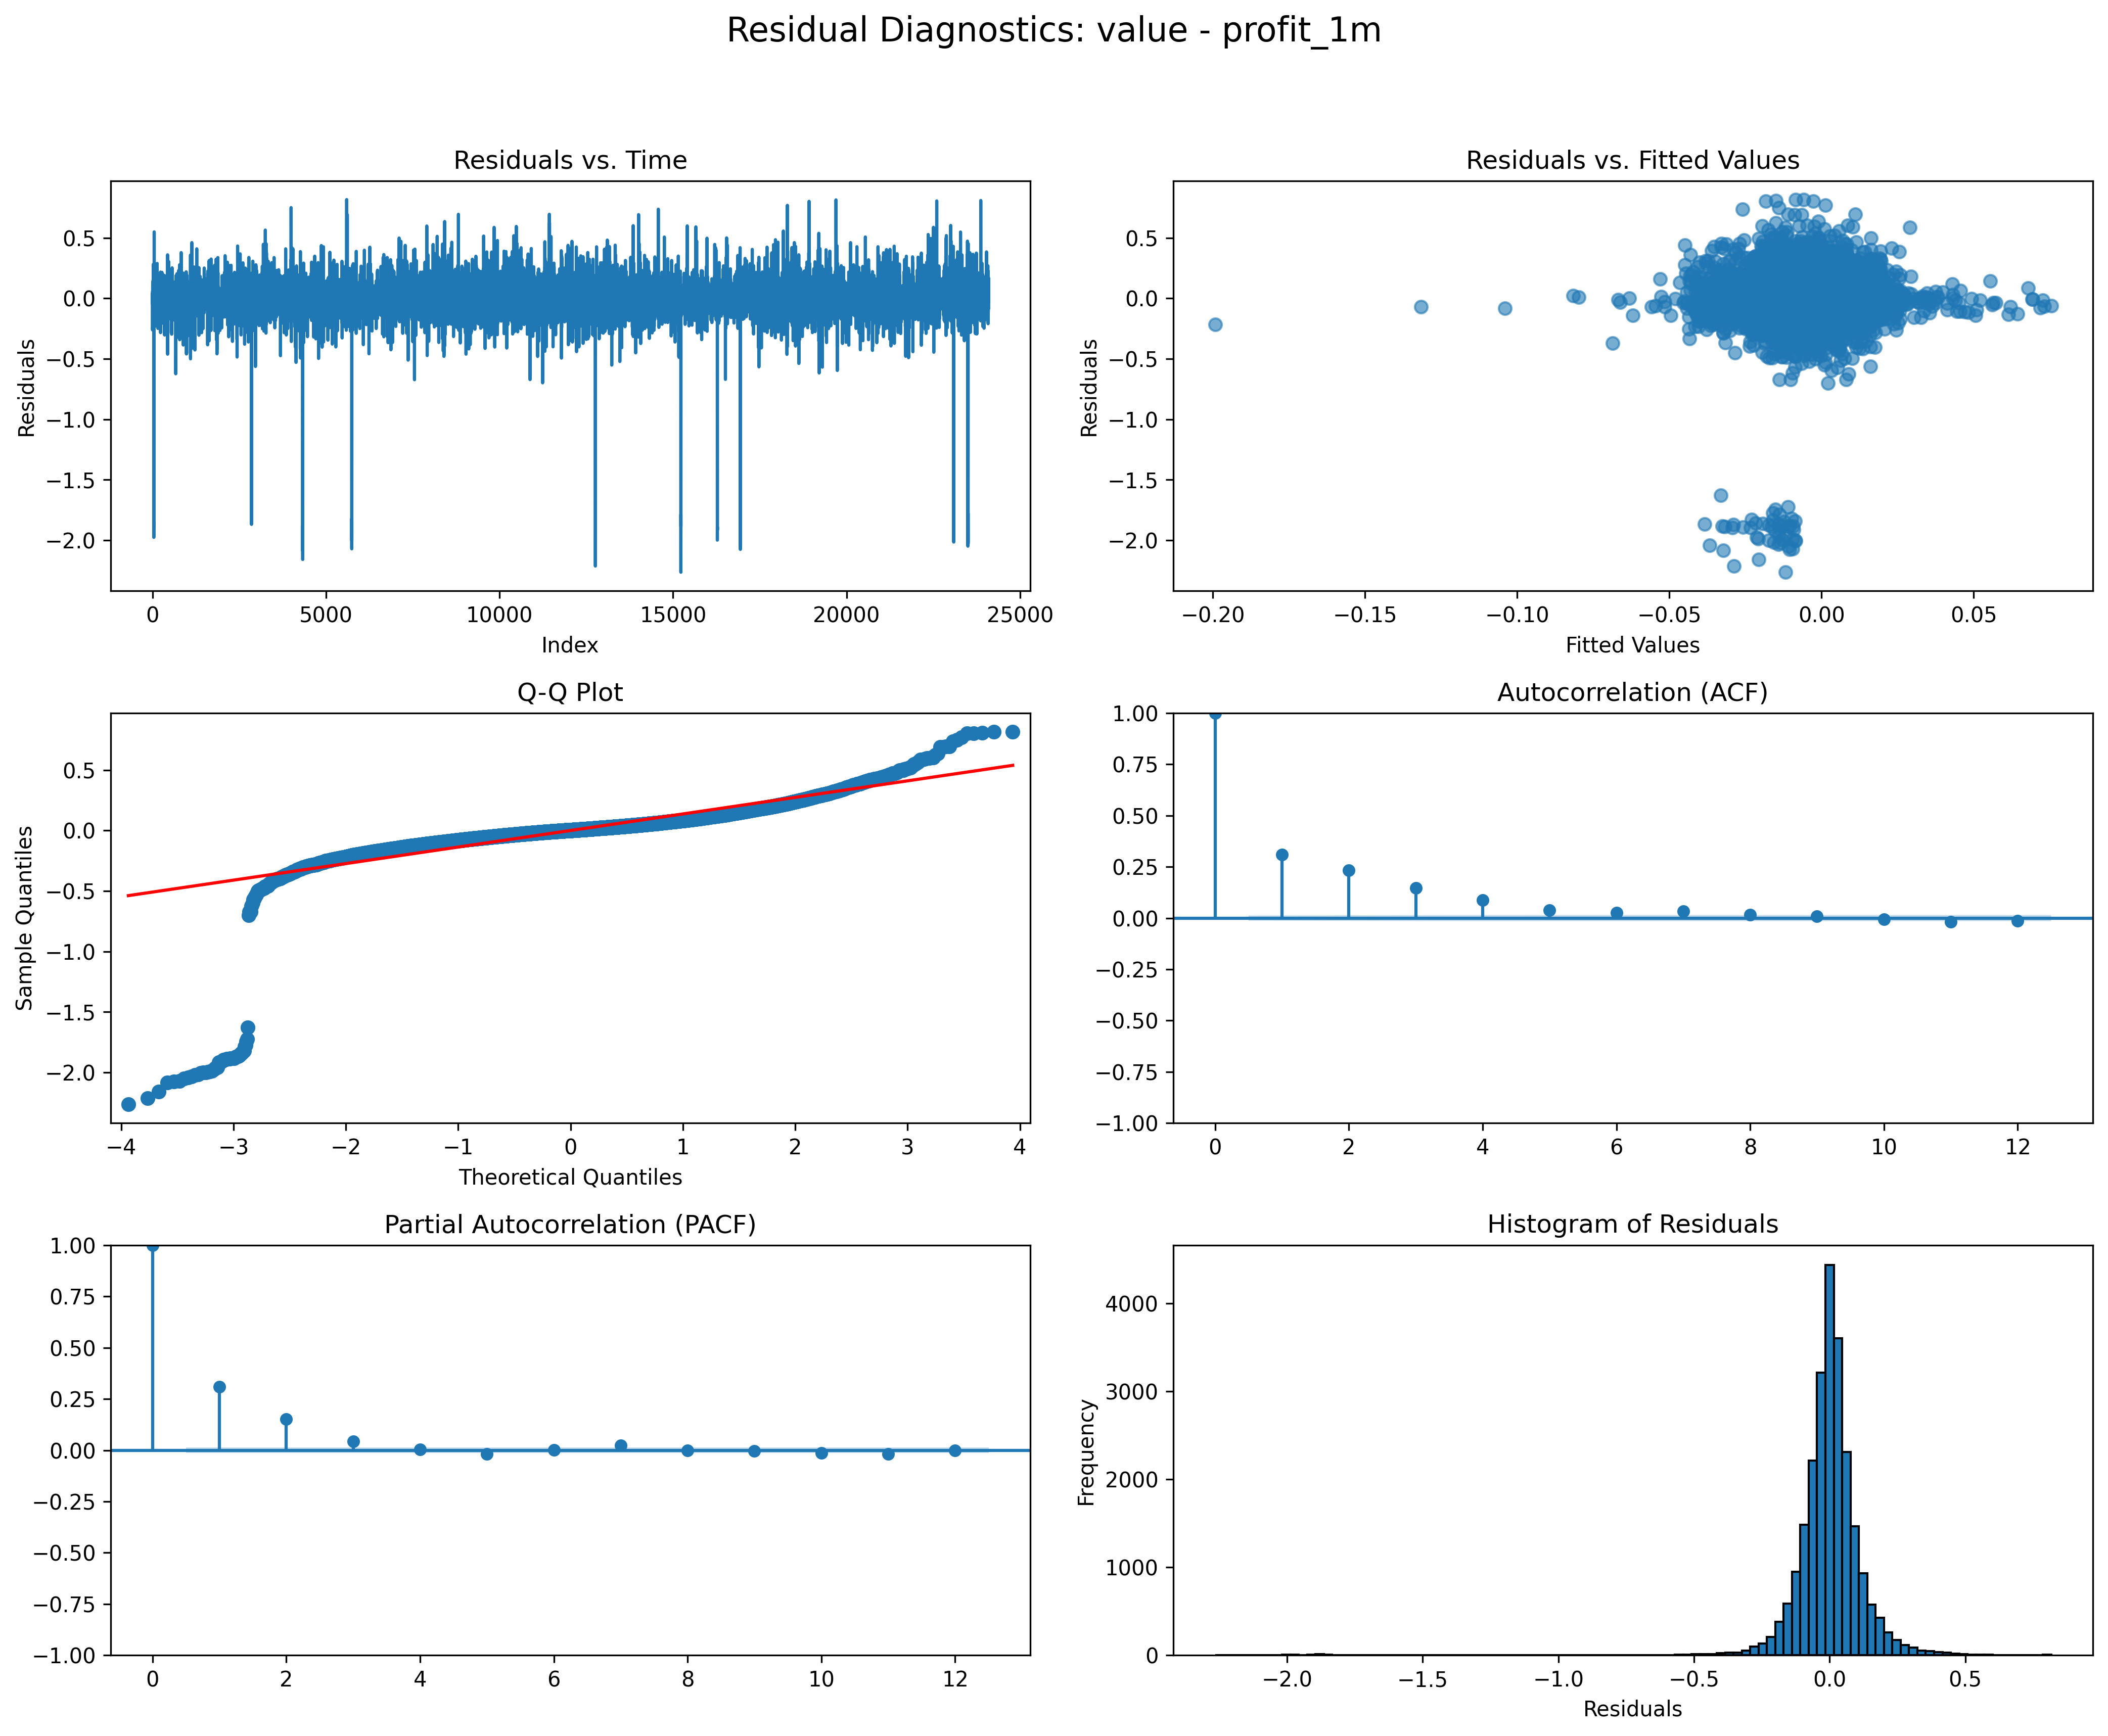 Residual Diagnostics: value - profit_1m
Residuals vs. Time
Residuals
0.5
0.0
−0.5
−1.0
−1.5
−2.0
0 5000 10000 15000 20000 25000
Index
Residuals vs. Fitted Values
Residuals
0.5
0.0
−0.5
−1.0
−1.5
−2.0
−0.20 −0.15 −0.10 −0.05 0.00 0.05
Fitted Values
Q-Q Plot
Sample Quantiles
0.5
0.0
−0.5
−1.0
−1.5
−2.0
−4 −3 −2 −1 0 1 2 3 4
Theoretical Quantiles
Autocorrelation (ACF)
1.00
0.75
0.50
0.25
0.00
−0.25
−0.50
−0.75
−1.00
0 2 4 6 8 10 12
Partial Autocorrelation (PACF)
1.00
0.75
0.50
0.25
0.00
−0.25
−0.50
−0.75
−1.00
0 2 4 6 8 10 12
Histogram of Residuals
Frequency
4000
3000
2000
1000
0
−2.0 −1.5 −1.0 −0.5 0.0 0.5
Residuals